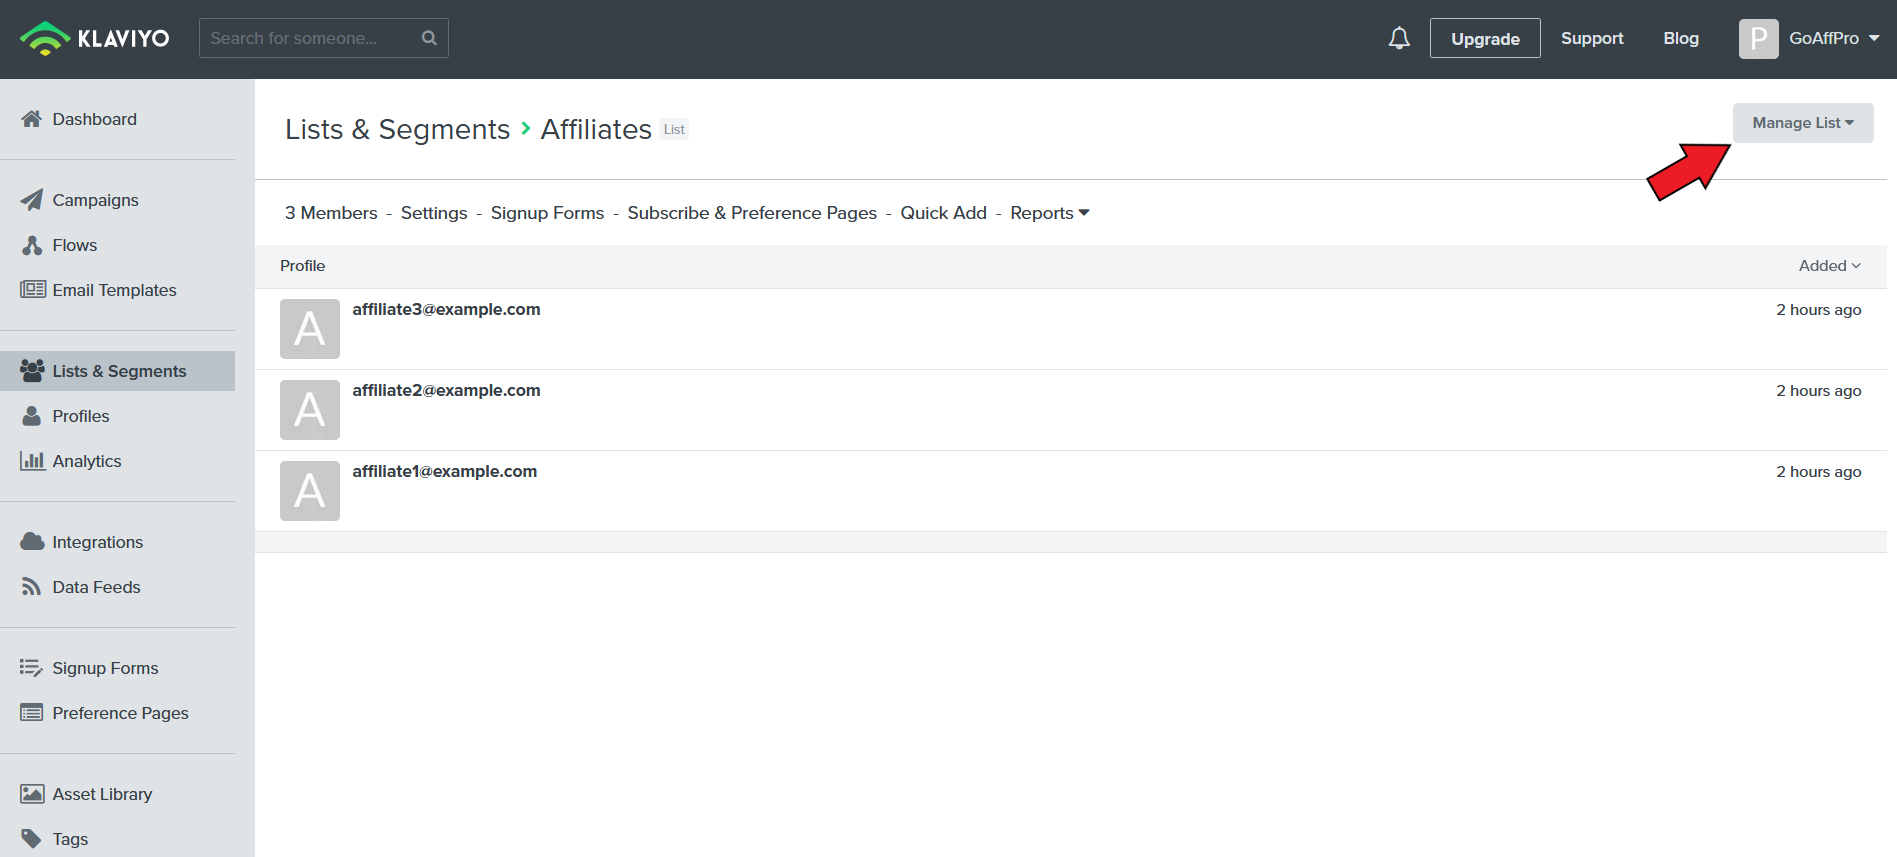 KLAVIYO
Search for someone...
Upgrade
Support
Blog
P
GoAffPro
Dashboard
Campaigns
Flows
Email Templates
Lists & Segments
Profiles
Analytics
Integrations
Data Feeds
Signup Forms
Preference Pages
Asset Library
Tags
Lists & Segments > Affiliates List
Manage List
3 Members - Settings - Signup Forms - Subscribe & Preference Pages - Quick Add - Reports
Profile Added
A affiliate3@example.com 2 hours ago
A affiliate2@example.com 2 hours ago
A affiliate1@example.com 2 hours ago